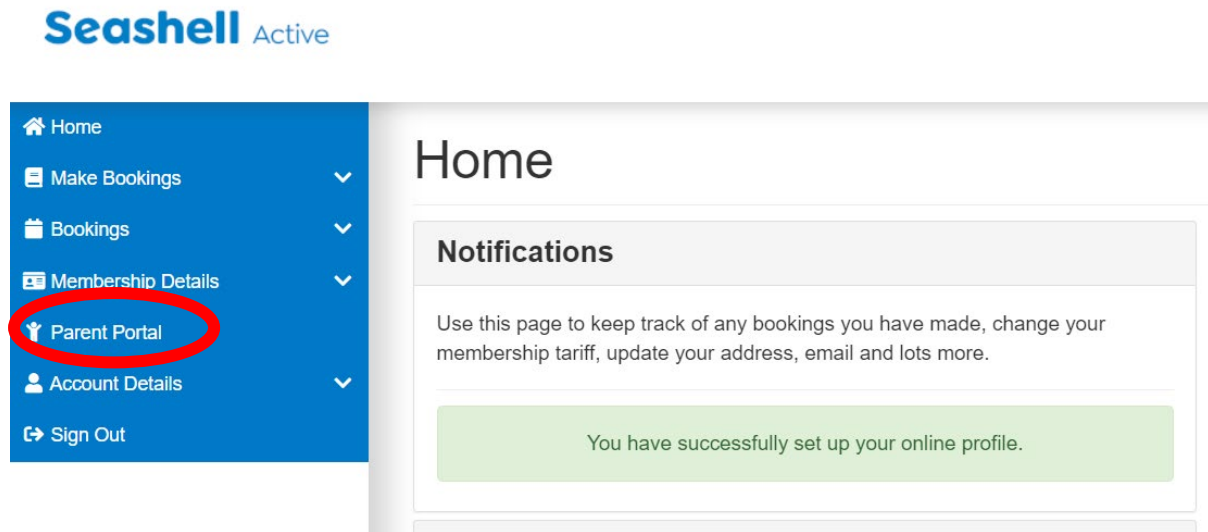 Seashell Active
Home
Make Bookings
Bookings
Membership Details
Parent Portal
Account Details
Sign Out
Home
Notifications
Use this page to keep track of any bookings you have made, change your
membership tariff, update your address, email and lots more.
You have successfully set up your online profile.